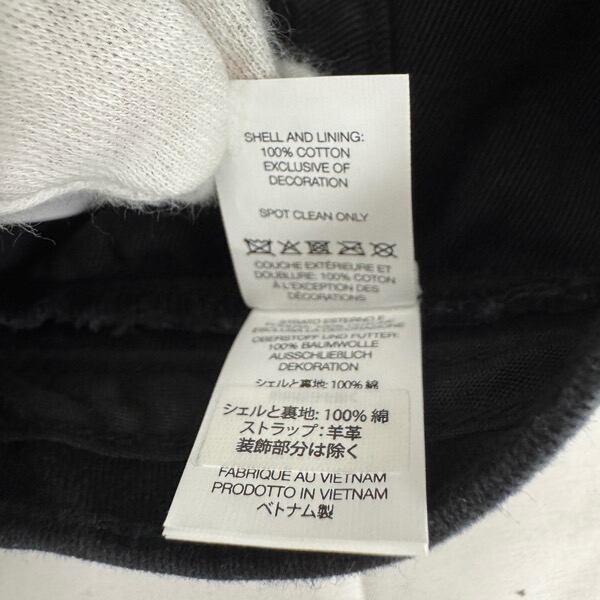 SHELL AND LINING:
100% COTTON
EXCLUSIVE OF
DECORATION
SPOT CLEAN ONLY
COUCHE EXTÉRIEURE ET
DOUBLURE: 100% COTON
À L'EXCEPTION DES
DÉCORATIONS
STRATO ESTERNO E
OBERSTOFF UND FUTTER:
100% BAUMWOLLE
AUSSCHLIEẞLICH
DEKORATION
シェルと裏地: 100% 綿
シェルと裏地: 100% 綿
ストラップ: 羊革
装飾部分は除く
FABRIQUE AU VIETNAM
PRODOTTO IN VIETNAM
ベトナム製